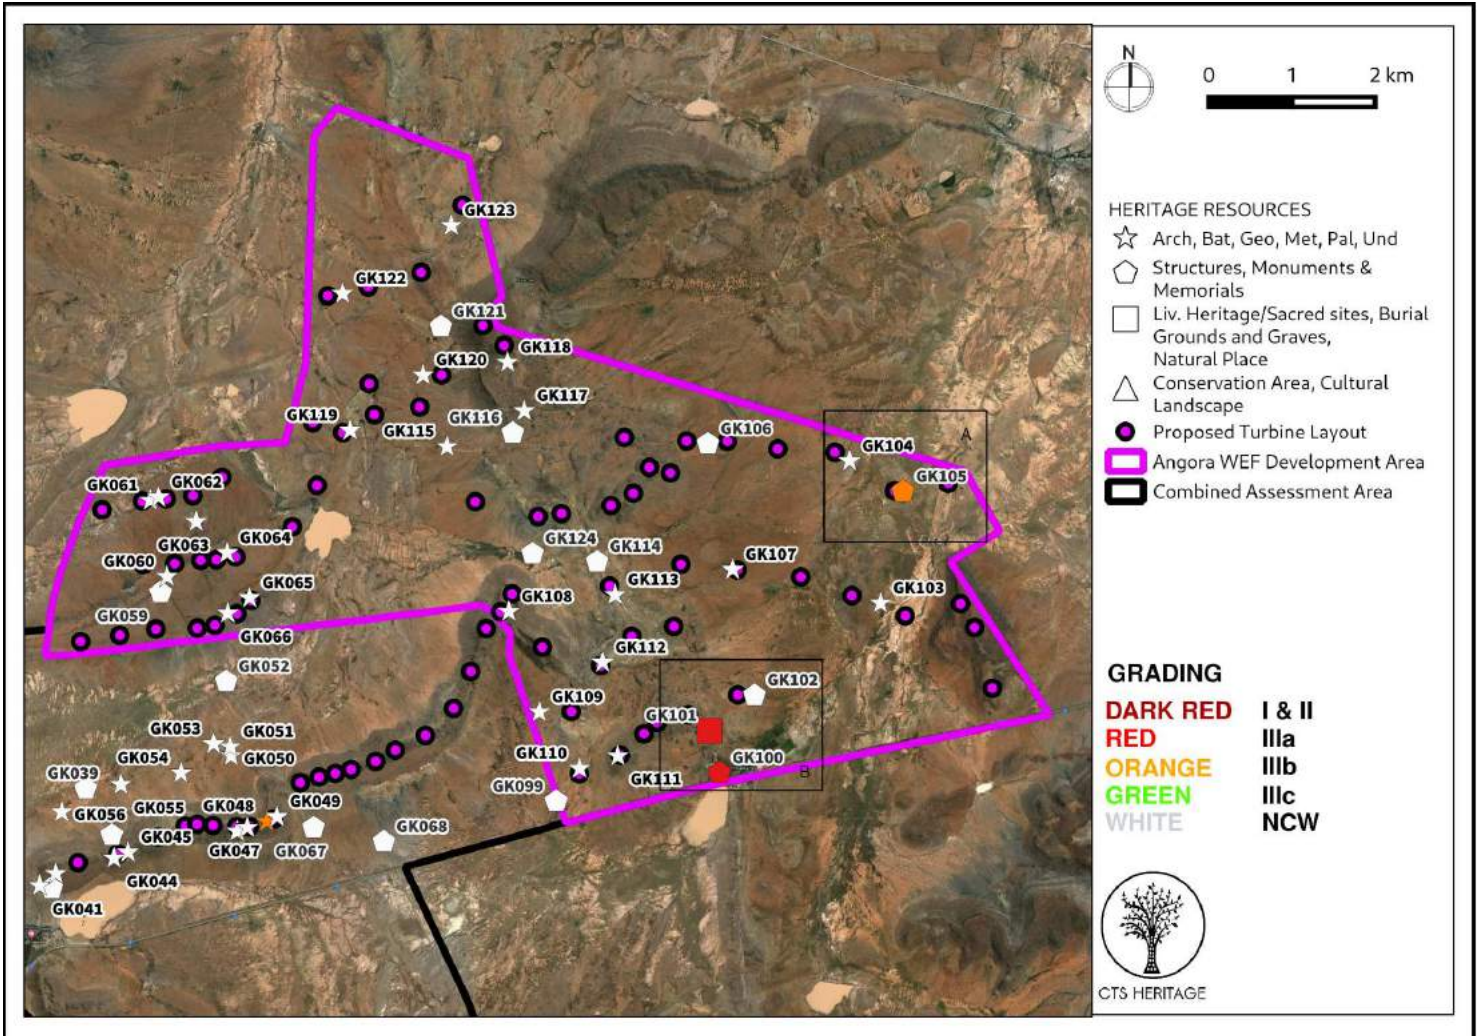 N
0 1 2 km
HERITAGE RESOURCES
Arch, Bat, Geo, Met, Pal, Und
Structures, Monuments &
Memorials
Liv. Heritage/Sacred sites, Burial
Grounds and Graves,
Natural Place
Conservation Area, Cultural
Landscape
Proposed Turbine Layout
Angora WEF Development Area
Combined Assessment Area
GRADING
DARK RED I & II
RED IIIa
ORANGE IIIb
GREEN IIIc
WHITE NCW
CTS HERITAGE
GK123
GK122
GK121
GK118
GK120
GK117
GK119
GK116
GK115
GK106
A
GK104
GK105
GK061
GK062
GK063
GK064
GK060
GK124
GK114
GK107
GK113
GK065
GK103
GK108
GK059
GK066
GK112
GK052
GK102
GK109
GK101
GK053
GK051
GK110
GK050
GK100
B
GK054
GK111
GK039
GK099
GK055
GK048
GK049
GK056
GK045
GK047
GK067
GK068
GK044
GK041